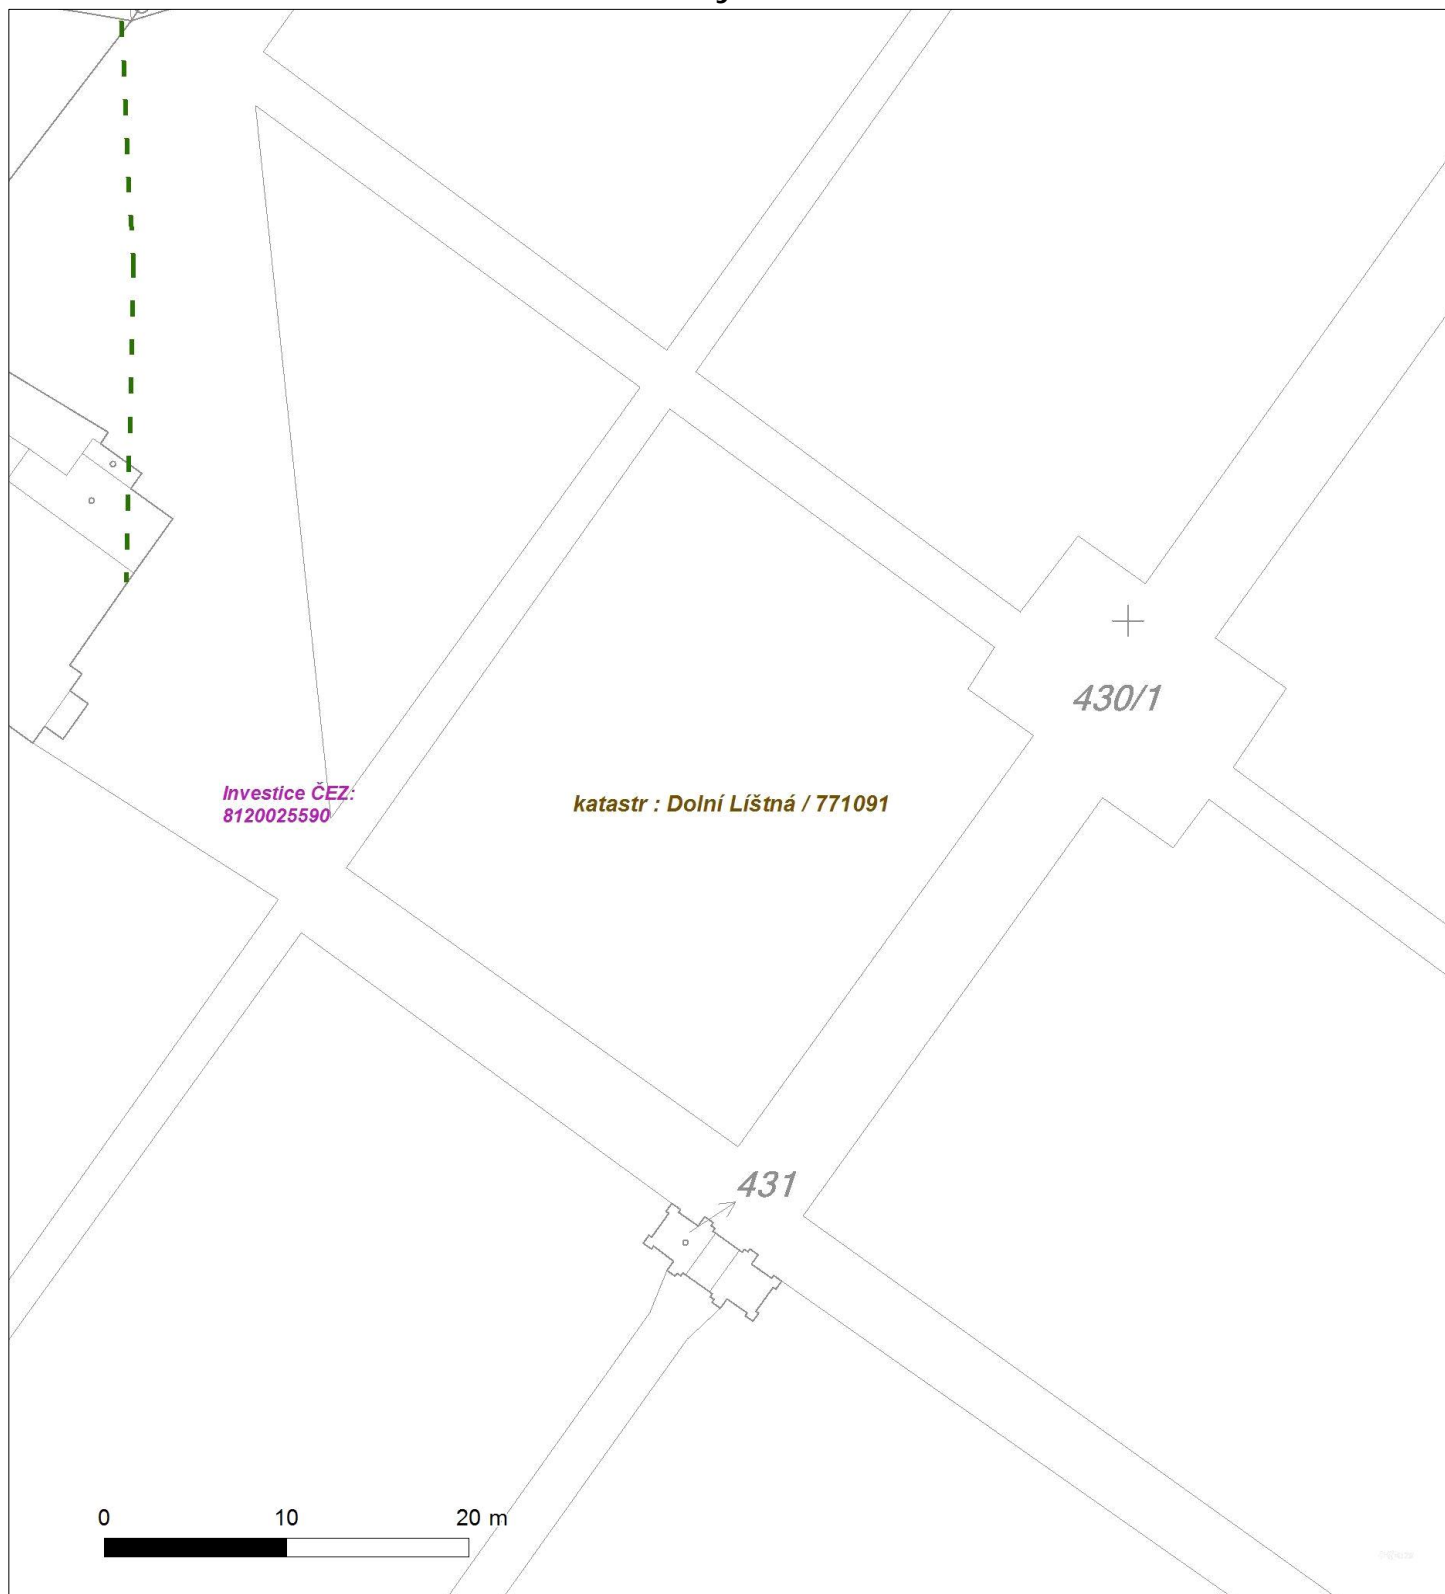 430/1
Investice ČEZ:
8120025590
katastr : Dolní Líštná / 771091
431
0 10 20 m